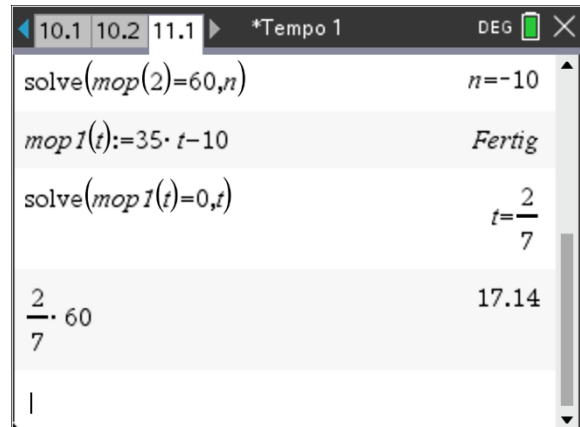 10.1 10.2 11.1 *Tempo 1 DEG
solve(mop(2)=60,n) n=-10
mop1(t):=35·t-10 Fertig
solve(mop1(t)=0,t) t=2/7
2/7·60 17.14